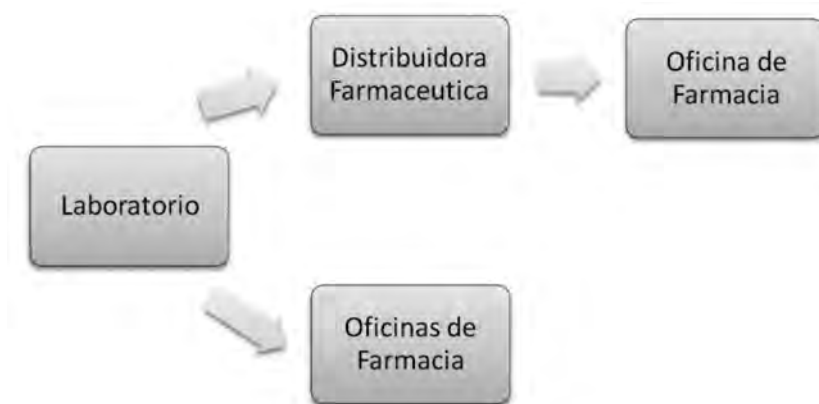 Distribuidora
Farmaceutica
Oficina de
Farmacia
Laboratorio
Oficinas de
Farmacia